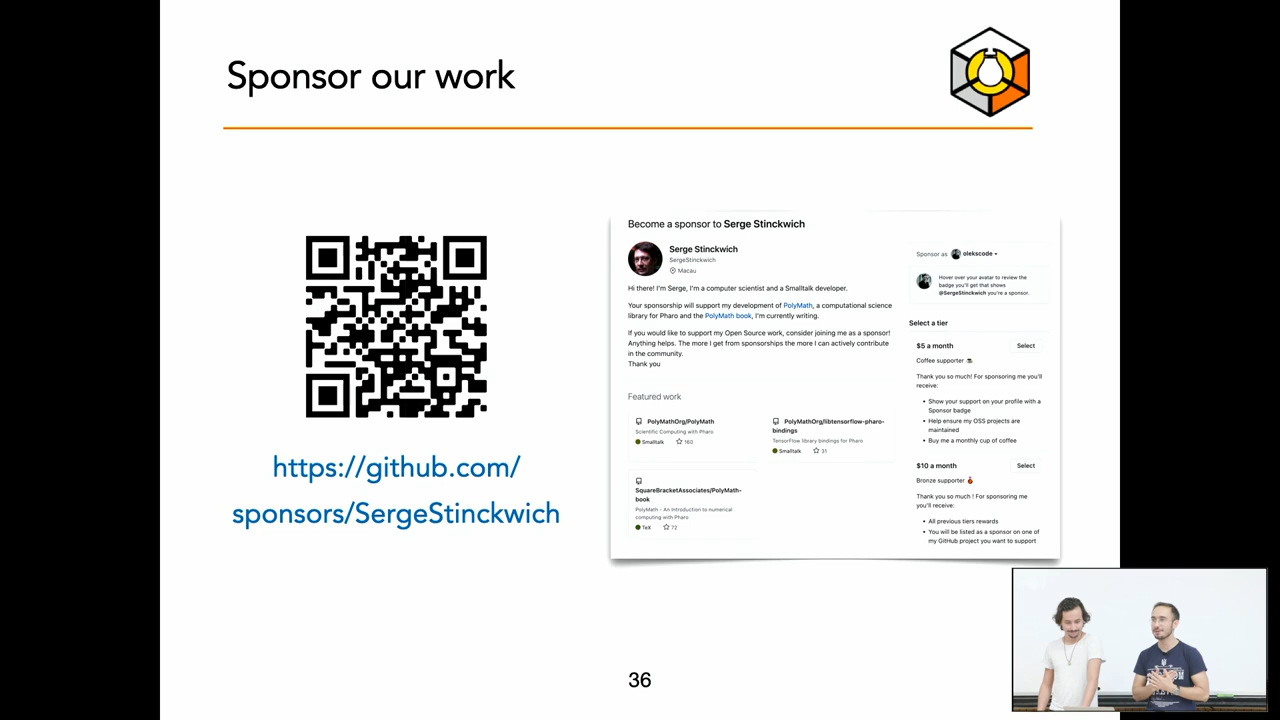 Sponsor our work
https://github.com/
sponsors/SergeStinckwich
Become a sponsor to Serge Stinckwich
Serge Stinckwich
SergeStinckwich
Macau
Hi there! I'm Serge, I'm a computer scientist and a Smalltalk developer.
Your sponsorship will support my development of PolyMath, a computational science
library for Pharo and the PolyMath book, I'm currently writing.
If you would like to support my Open Source work, consider joining me as a sponsor!
Anything helps. The more I get from sponsorships the more I can actively contribute
in the community.
Thank you
Featured work
PolyMathOrg/PolyMath
Scientific Computing with Pharo
Smalltalk 160
PolyMathOrg/libtensorflow-pharo-
bindings
TensorFlow library bindings for Pharo
Smalltalk 31
SquareBracketAssociates/PolyMath-
book
PolyMath - An Introduction to numerical
computing with Pharo
TeX 72
Sponsor as olekscode
Hover over your avatar to review the
badge you'll get that shows
@SergeStinckwich you're a sponsor.
Select a tier
$5 a month Select
Coffee supporter
Thank you so much! For sponsoring me you'll
receive:
• Show your support on your profile with a
Sponsor badge
• Help ensure my OSS projects are
maintained
• Buy me a monthly cup of coffee
$10 a month Select
Bronze supporter
Thank you so much ! For sponsoring me
you'll receive:
• All previous tiers rewards
• You will be listed as a sponsor on one of
my GitHub project you want to support
36